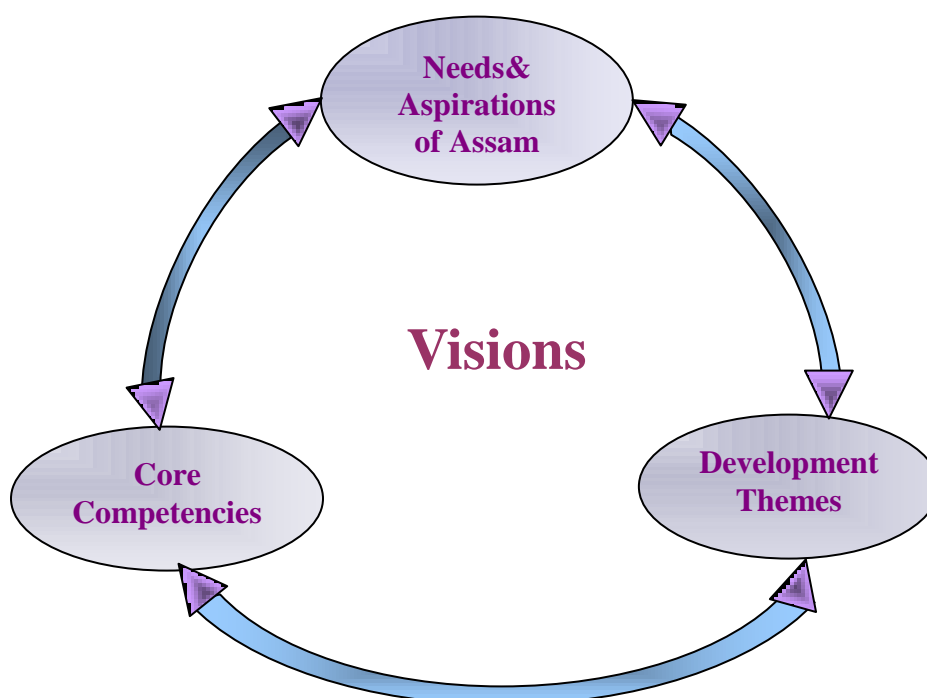 Needs&
Aspirations
of Assam
Visions
Core
Competencies
Development
Themes